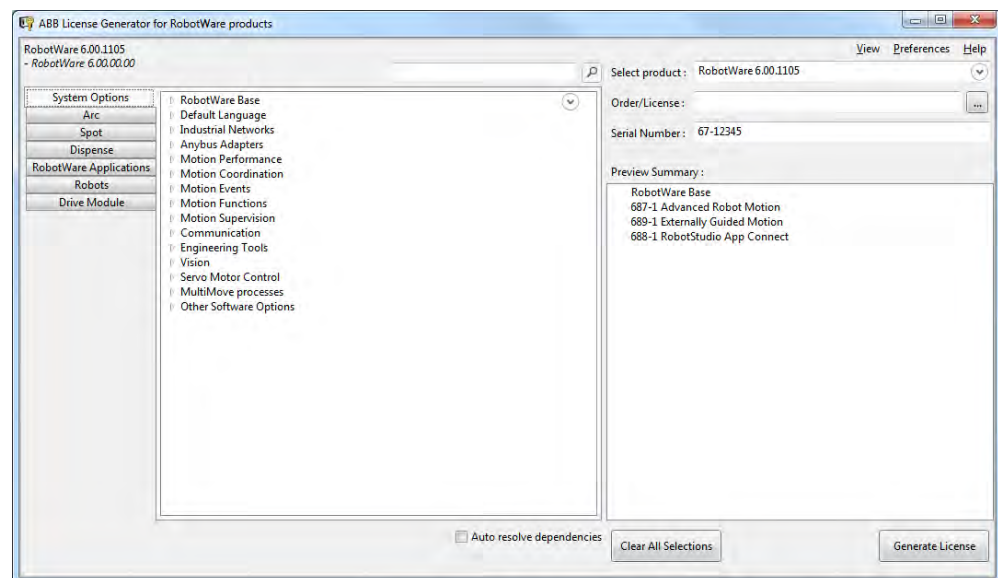 ABB License Generator for RobotWare products
RobotWare 6.00.1105
- RobotWare 6.00.00.00
View Preferences Help
Select product : RobotWare 6.00.1105
Order/License :
...
Serial Number : 67-12345
System Options
Arc
Spot
Dispense
RobotWare Applications
Robots
Drive Module
RobotWare Base
Default Language
Industrial Networks
Anybus Adapters
Motion Performance
Motion Coordination
Motion Events
Motion Functions
Motion Supervision
Communication
Engineering Tools
Vision
Servo Motor Control
MultiMove processes
Other Software Options
Preview Summary :
RobotWare Base
687-1 Advanced Robot Motion
689-1 Externally Guided Motion
688-1 RobotStudio App Connect
Auto resolve dependencies
Clear All Selections
Generate License